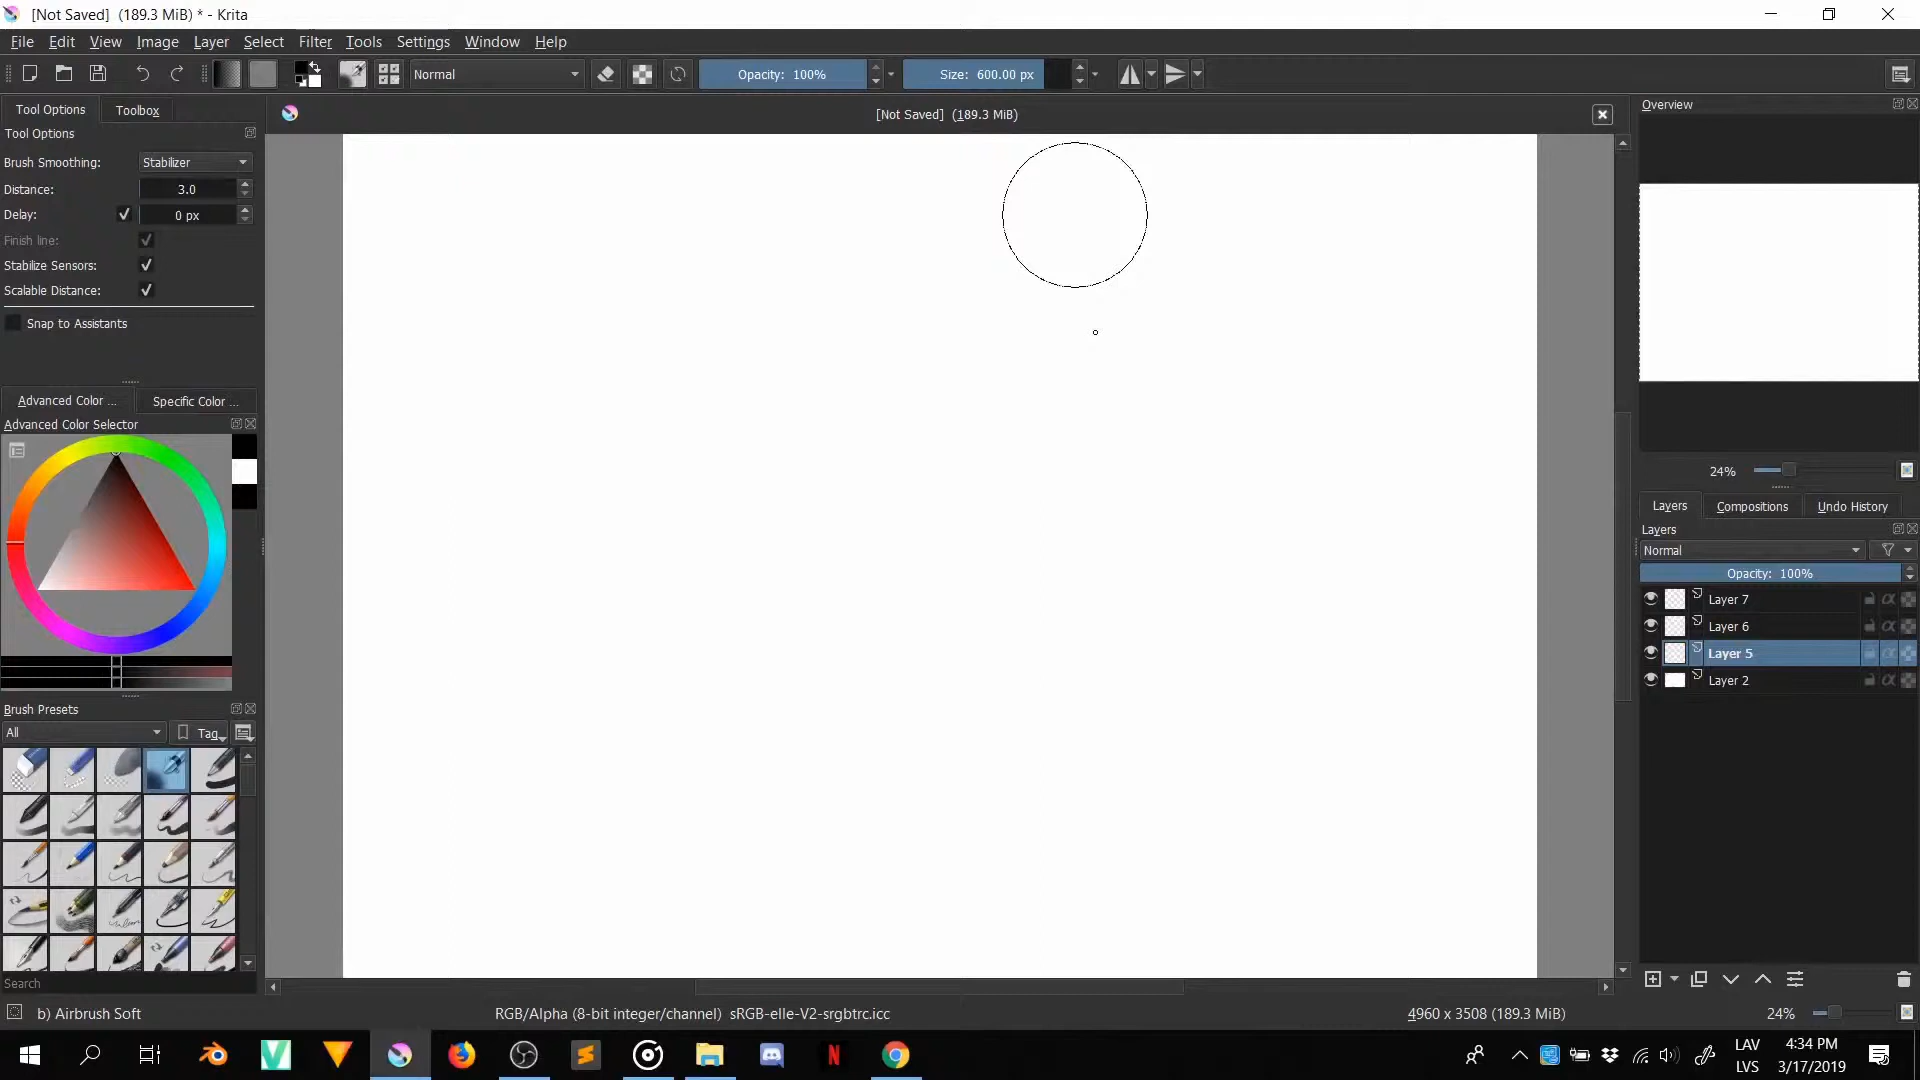 [Not Saved]  (189.3 MiB) * - Krita
File Edit View Image Layer Select Filter Tools Settings Window Help
Normal Opacity: 100% Size: 600.00 px
Tool Options Toolbox
[Not Saved]  (189.3 MiB)
Overview
Tool Options
Brush Smoothing: Stabilizer
Distance: 3.0
Delay: 0 px
Finish line:
Stabilize Sensors:
Scalable Distance:
Snap to Assistants
Advanced Color ... Specific Color ...
Advanced Color Selector
24%
Layers Compositions Undo History
Layers
Normal
Opacity: 100%
Layer 7
Layer 6
Layer 5
Layer 2
Brush Presets
All Tag
Search
b) Airbrush Soft
RGB/Alpha (8-bit integer/channel)  sRGB-elle-V2-srgbtrc.icc
4960 x 3508 (189.3 MiB)
24%
LAV
LVS
4:34 PM
3/17/2019